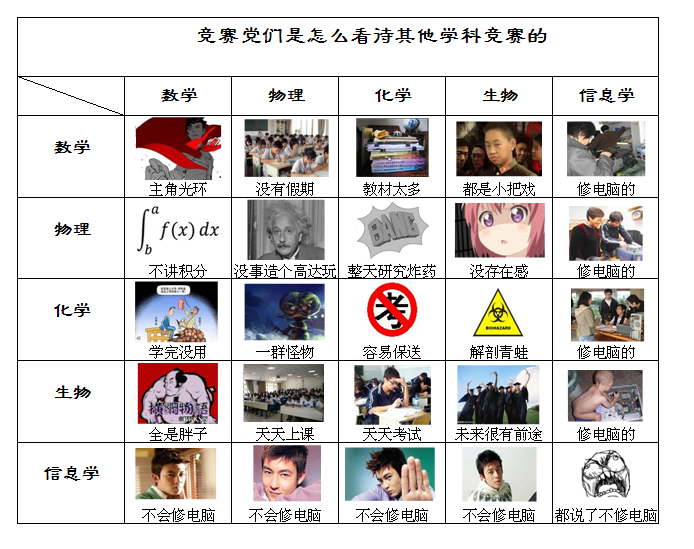 竞赛党们是怎么看待其他学科竞赛的
数学 物理 化学 生物 信息学
数学
主角光环 没有假期 教材太多 都是小把戏 修电脑的
物理
∫ab f(x) dx
BANG
不讲积分 没事造个高达玩 整天研究炸药 没存在感 修电脑的
化学
考
BIOHAZARD
学完没用 一群怪物 容易保送 解剖青蛙 修电脑的
生物
全是胖子 天天上课 天天考试 未来很有前途 修电脑的
信息学
不会修电脑 不会修电脑 不会修电脑 不会修电脑 都说了不修电脑